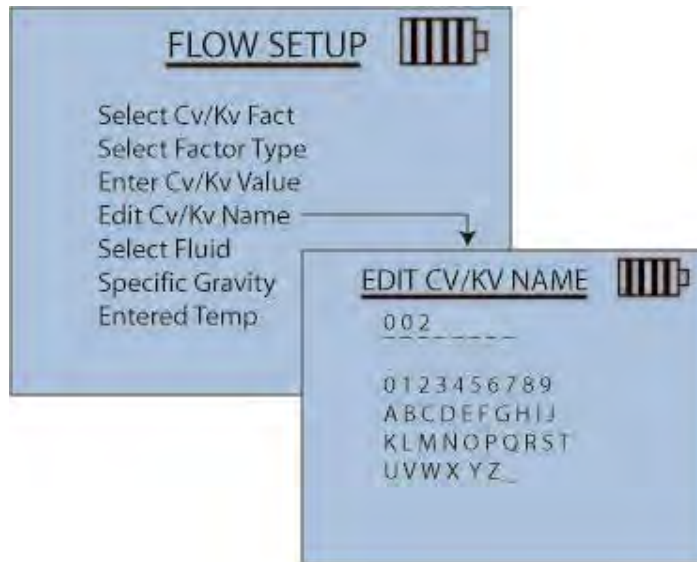 FLOW SETUP
Select Cv/Kv Fact
Select Factor Type
Enter Cv/Kv Value
Edit Cv/Kv Name
Select Fluid
Specific Gravity
Entered Temp
EDIT CV/KV NAME
002
0123456789
ABCDEFGHIJ
KLMNOPQRST
UVWXYZ_